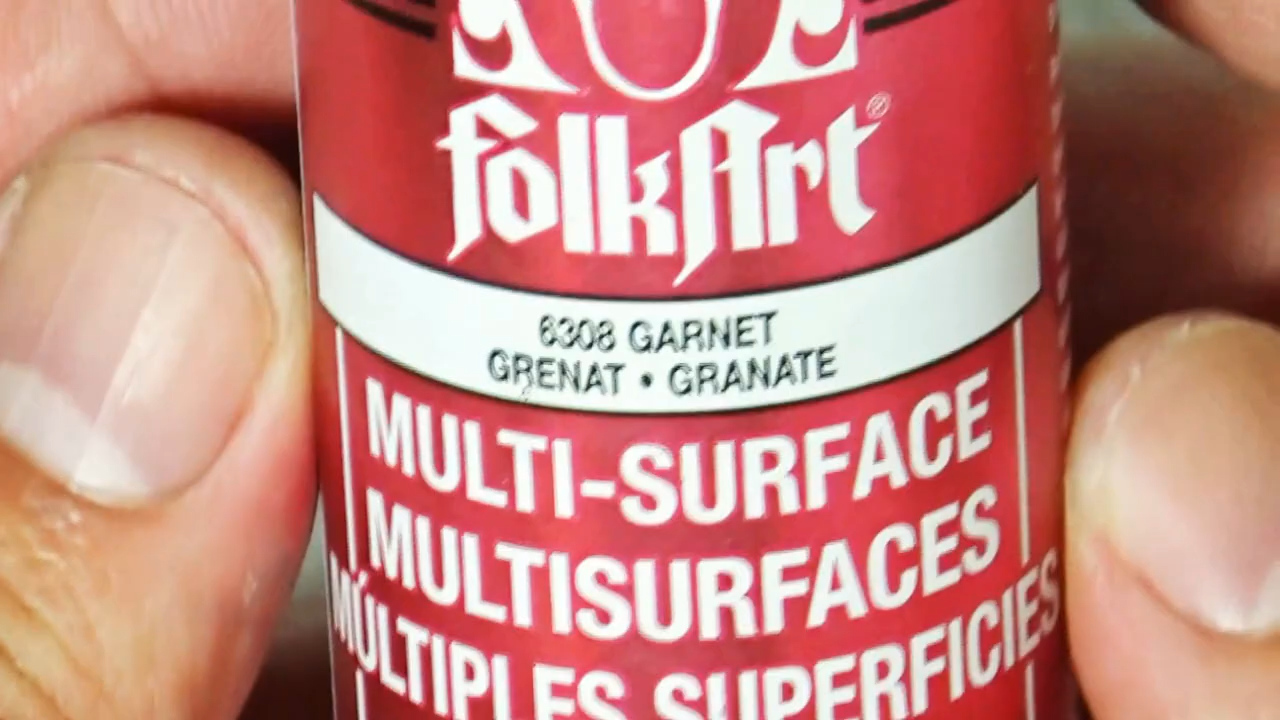 folkArt®
6308 GARNET
GRENAT • GRANATE
MULTI-SURFACE
MULTISURFACES
MÚLTIPLES SUPERFICIES